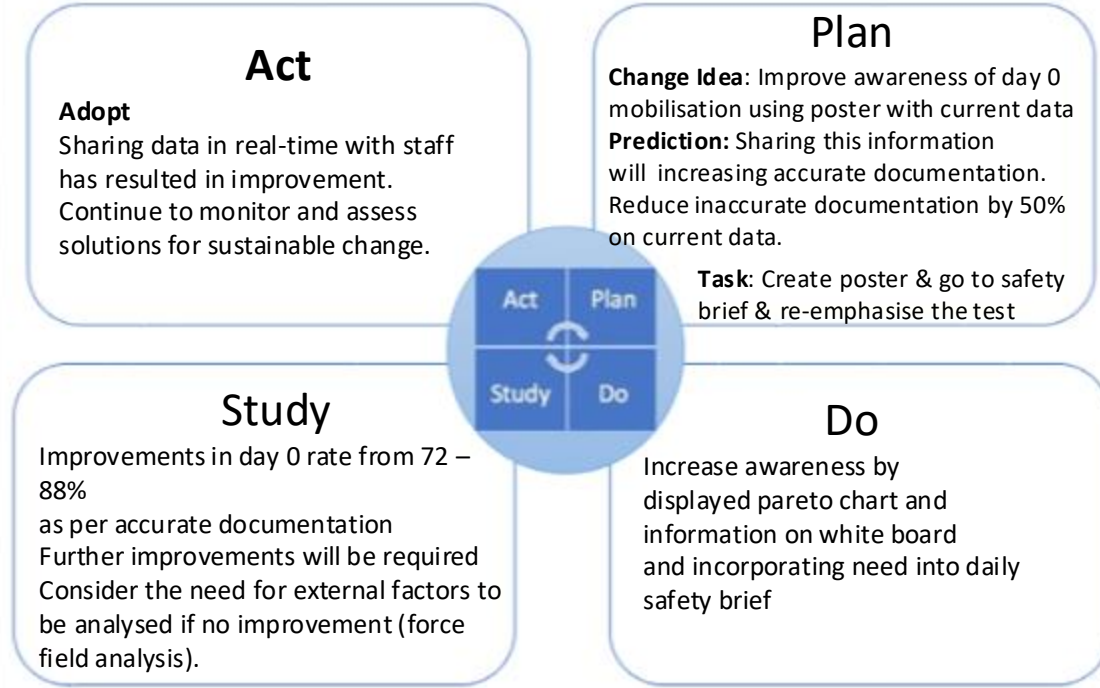 Act
Adopt
Sharing data in real-time with staff
has resulted in improvement.
Continue to monitor and assess
solutions for sustainable change.
Plan
Change Idea: Improve awareness of day 0
mobilisation using poster with current data
Prediction: Sharing this information
will increasing accurate documentation.
Reduce inaccurate documentation by 50%
on current data.
Task: Create poster & go to safety
brief & re-emphasise the test
Act
Plan
Study
Do
Study
Improvements in day 0 rate from 72 –
88%
as per accurate documentation
Further improvements will be required
Consider the need for external factors to
be analysed if no improvement (force
field analysis).
Do
Increase awareness by
displayed pareto chart and
information on white board
and incorporating need into daily
safety brief